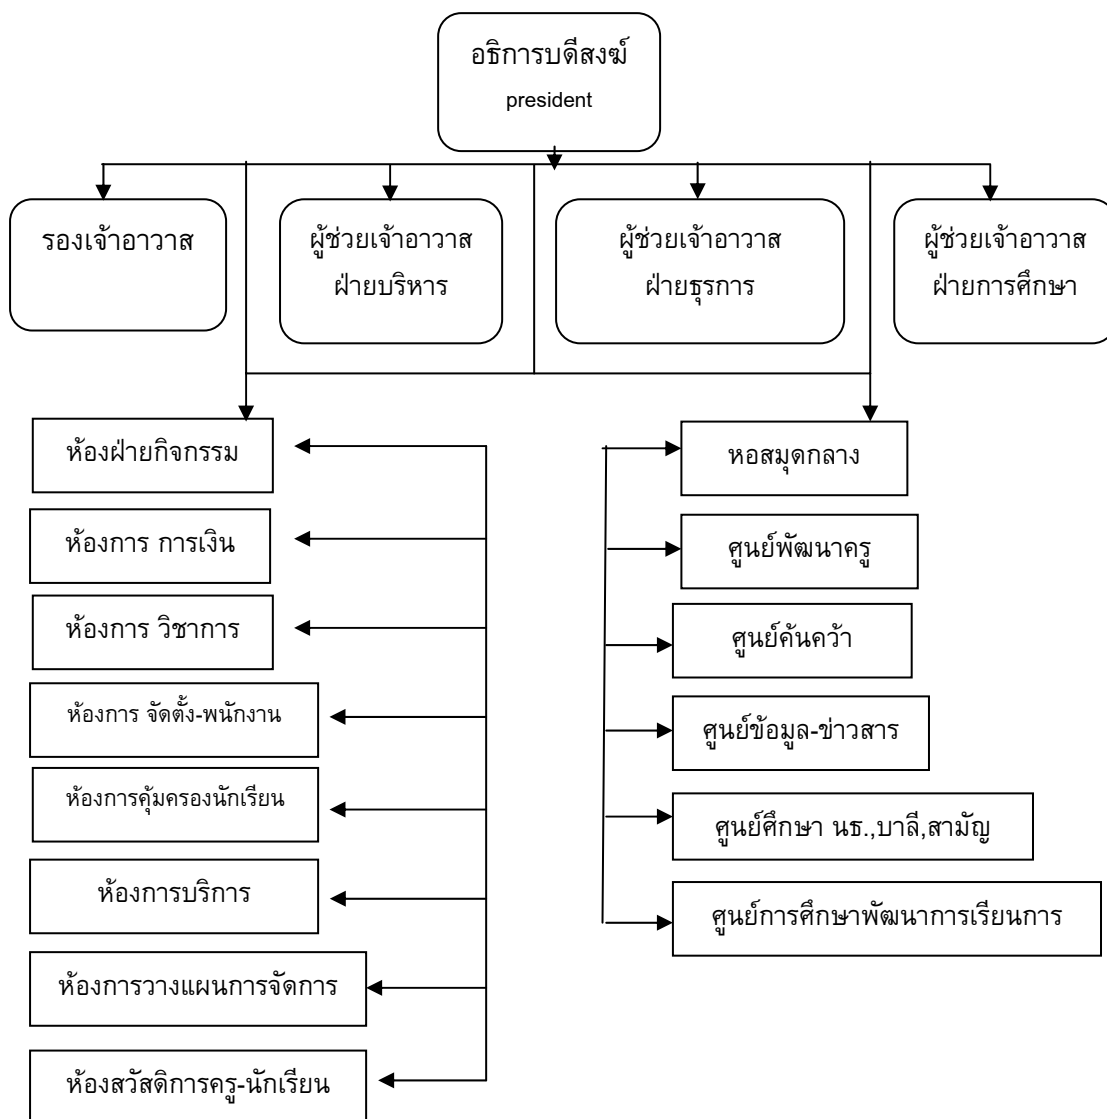 อธิการบดีสงฆ์
president
รองเจ้าอาวาส
ผู้ช่วยเจ้าอาวาส
ฝ่ายบริหาร
ผู้ช่วยเจ้าอาวาส
ฝ่ายธุรการ
ผู้ช่วยเจ้าอาวาส
ฝ่ายการศึกษา
ห้องฝ่ายกิจกรรม
ห้องการ การเงิน
ห้องการ วิชาการ
ห้องการ จัดตั้ง-พนักงาน
ห้องการคุ้มครองนักเรียน
ห้องการบริการ
ห้องการวางแผนการจัดการ
ห้องสวัสดิการครู-นักเรียน
หอสมุดกลาง
ศูนย์พัฒนาครู
ศูนย์ค้นคว้า
ศูนย์ข้อมูล-ข่าวสาร
ศูนย์ศึกษา นธ.,บาลี,สามัญ
ศูนย์การศึกษาพัฒนาการเรียนการ